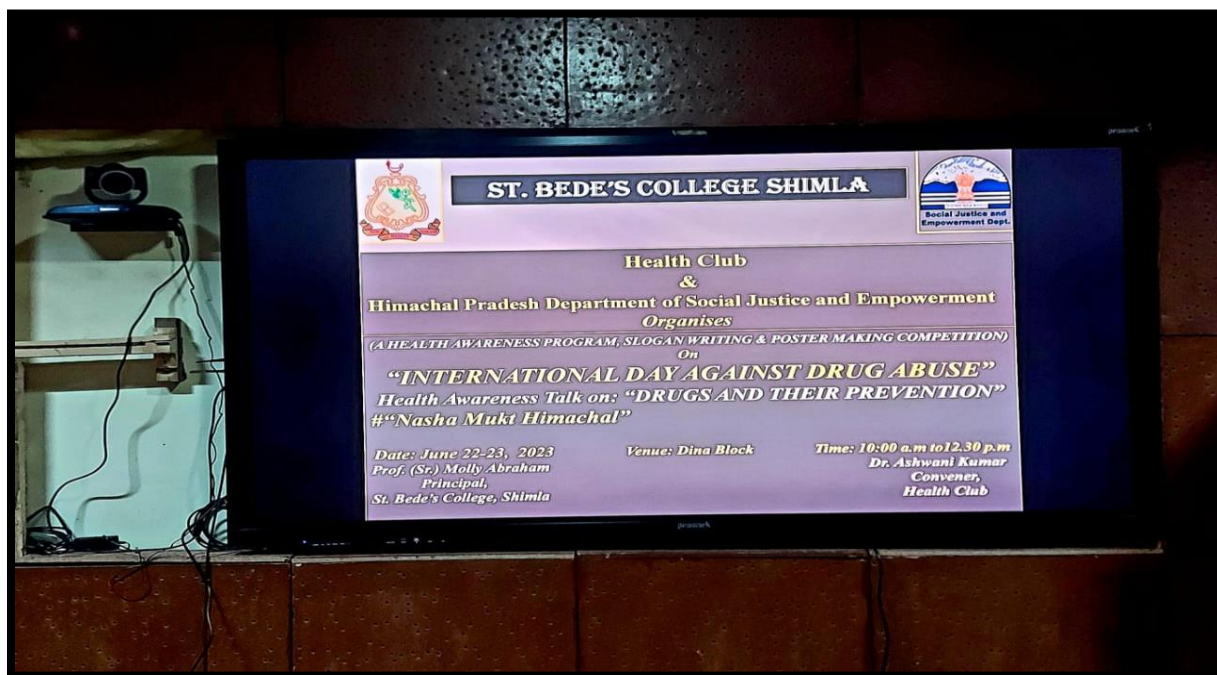 ST. BEDE'S COLLEGE SHIMLA
Social Justice and
Empowerment Dept.
Health Club
&
Himachal Pradesh Department of Social Justice and Empowerment
Organises
(A HEALTH AWARENESS PROGRAM, SLOGAN WRITING & POSTER MAKING COMPETITION)
On
"INTERNATIONAL DAY AGAINST DRUG ABUSE"
Health Awareness Talk on: "DRUGS AND THEIR PREVENTION"
#"Nasha Mukt Himachal"
Date: June 22-23, 2023 Venue: Dina Block Time: 10:00 a.m to12.30 p.m
Prof. (Sr.) Molly Abraham Dr. Ashwani Kumar
Principal, Convener,
St. Bede's College, Shimla Health Club